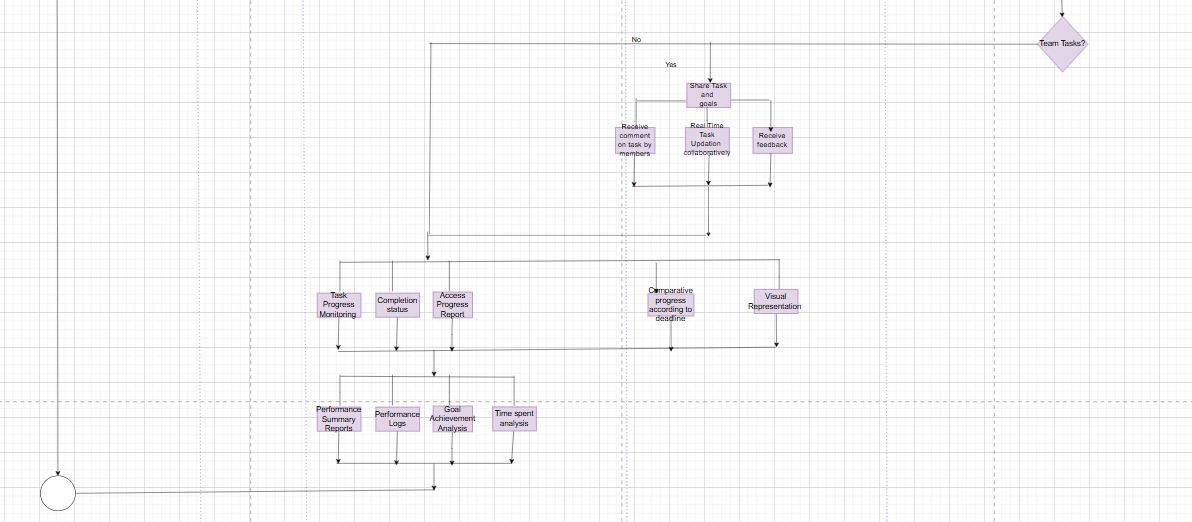 No
Team Tasks?
Yes
Share Task
and
goals
Receive
comment
on task by
members
Real Time
Task
Updation
collaboratively
Receive
feedback
Task
Progress
Monitoring
Completion
status
Access
Progress
Report
Comparative
progress
according to
deadline
Visual
Representation
Performance
Summary
Reports
Performance
Logs
Goal
Achievement
Analysis
Time spent
analysis